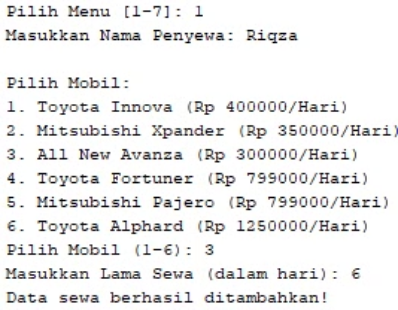 Pilih Menu [1-7]: 1
Masukkan Nama Penyewa: Riqza
Pilih Mobil:
1. Toyota Innova (Rp 400000/Hari)
2. Mitsubishi Xpander (Rp 350000/Hari)
3. All New Avanza (Rp 300000/Hari)
4. Toyota Fortuner (Rp 799000/Hari)
5. Mitsubishi Pajero (Rp 799000/Hari)
6. Toyota Alphard (Rp 1250000/Hari)
Pilih Mobil (1-6): 3
Masukkan Lama Sewa (dalam hari): 6
Data sewa berhasil ditambahkan!